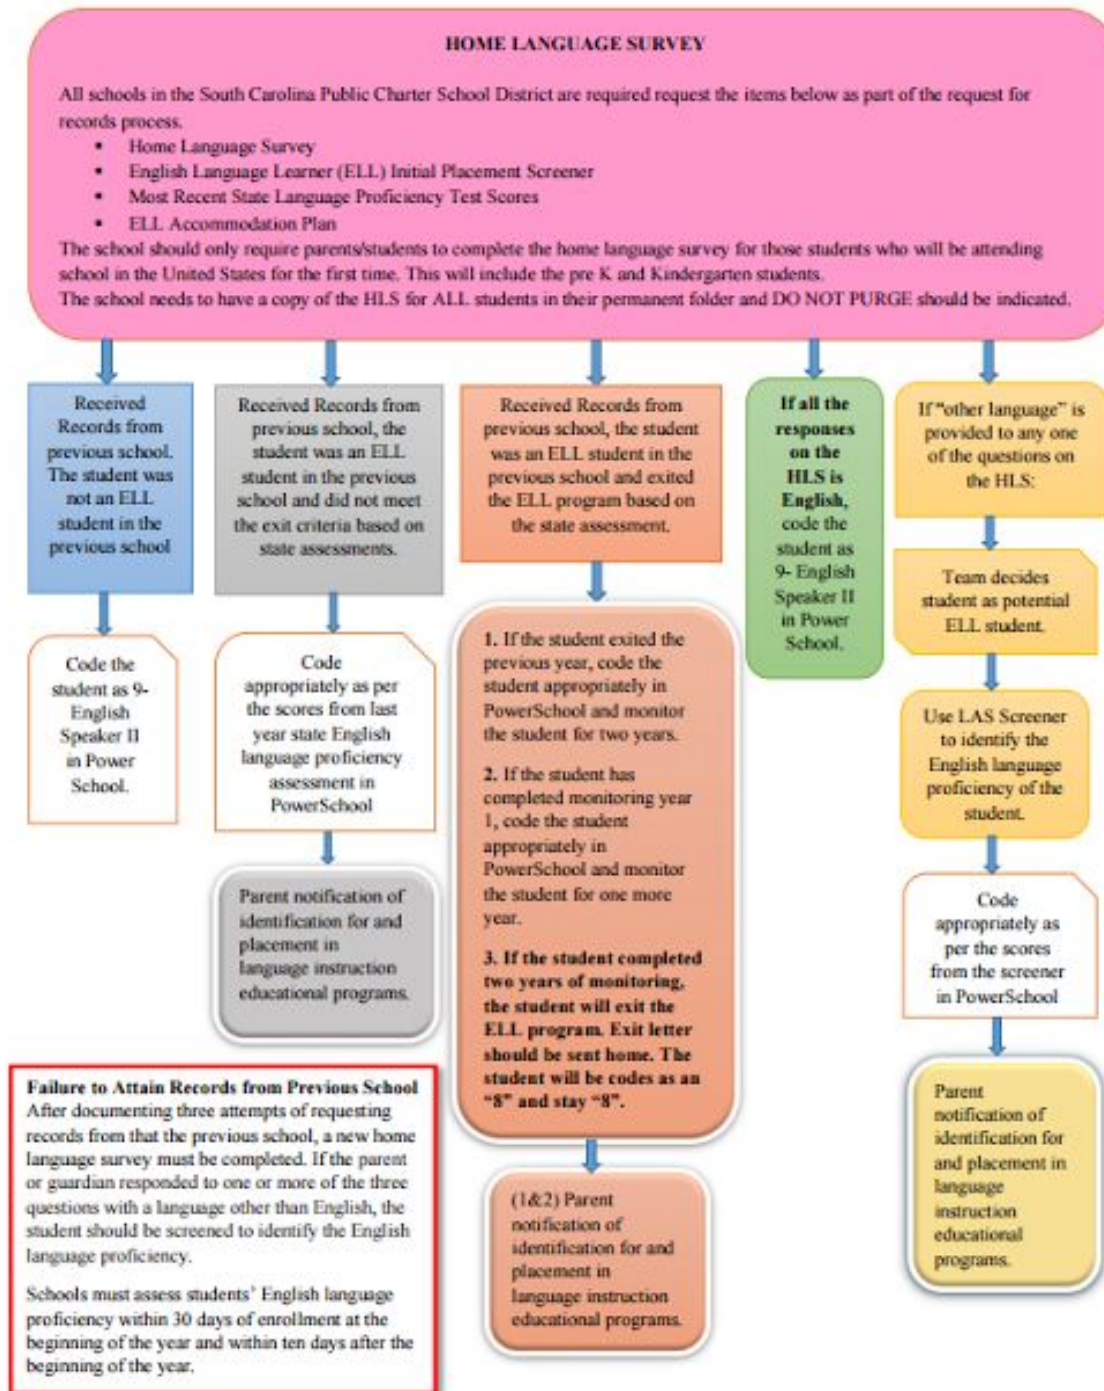 HOME LANGUAGE SURVEY
All schools in the South Carolina Public Charter School District are required request the items below as part of the request for
records process.
▪ Home Language Survey
▪ English Language Learner (ELL) Initial Placement Screener
▪ Most Recent State Language Proficiency Test Scores
▪ ELL Accommodation Plan
The school should only require parents/students to complete the home language survey for those students who will be attending
school in the United States for the first time. This will include the pre K and Kindergarten students.
The school needs to have a copy of the HLS for ALL students in their permanent folder and DO NOT PURGE should be indicated.
Received
Records from
previous school.
The student was
not an ELL
student in the
previous school
Code the
student as 9-
English
Speaker II
in Power
School.
Received Records from
previous school, the
student was an ELL
student in the previous
school and did not meet
the exit criteria based on
state assessments.
Code
appropriately as per
the scores from last
year state English
language proficiency
assessment in
PowerSchool
Parent notification of
identification for and
placement in
language instruction
educational programs.
Received Records from
previous school, the student
was an ELL student in the
previous school and exited
the ELL program based on
the state assessment.
1. If the student exited the
previous year, code the
student appropriately in
PowerSchool and monitor
the student for two years.
2. If the student has
completed monitoring year
1, code the student
appropriately in
PowerSchool and monitor
the student for one more
year.
3. If the student completed
two years of monitoring,
the student will exit the
ELL program. Exit letter
should be sent home. The
student will be codes as an
“8” and stay “8”.
(1&2) Parent
notification of
identification for and
placement in
language instruction
educational programs.
If all the
responses
on the
HLS is
English,
code the
student as
9- English
Speaker II
in Power
School.
If “other language” is
provided to any one
of the questions on
the HLS:
Team decides
student as potential
ELL student.
Use LAS Screener
to identify the
English language
proficiency of the
student.
Code
appropriately as
per the scores
from the screener
in PowerSchool
Parent
notification of
identification for
and placement in
language
instruction
educational
programs.
Failure to Attain Records from Previous School
After documenting three attempts of requesting
records from that the previous school, a new home
language survey must be completed. If the parent
or guardian responded to one or more of the three
questions with a language other than English, the
student should be screened to identify the English
language proficiency.
Schools must assess students’ English language
proficiency within 30 days of enrollment at the
beginning of the year and within ten days after the
beginning of the year.